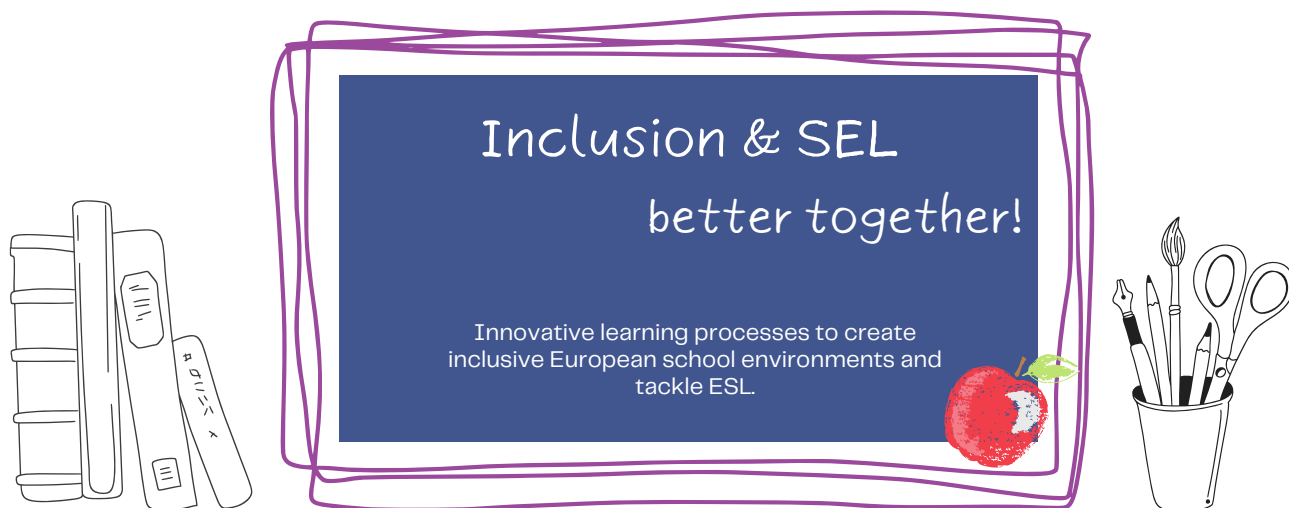 Inclusion & SEL
better together!
Innovative learning processes to create
inclusive European school environments and
tackle ESL.